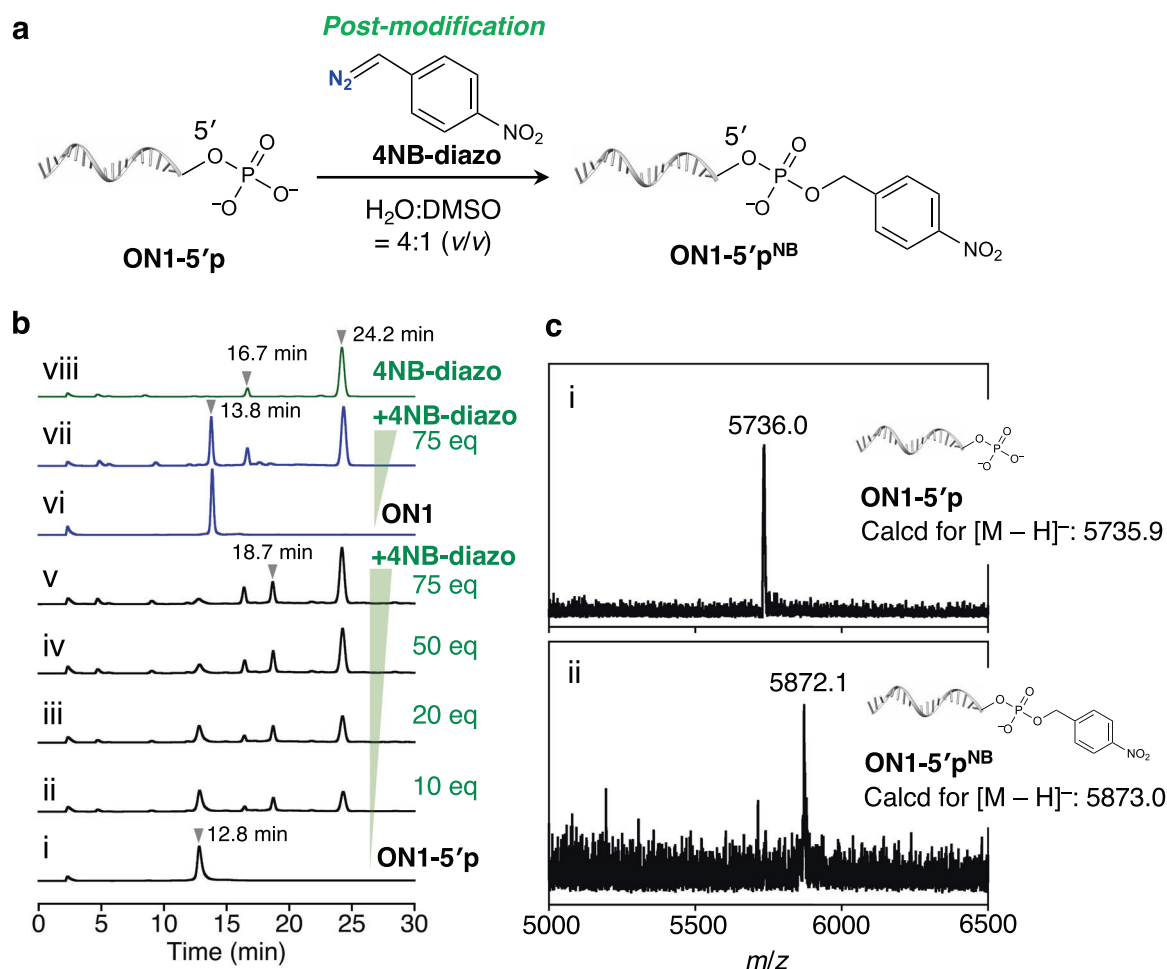 a
Post-modification
N₂
NO₂
4NB-diazo
5′
O
O
P
O⁻
⁻O
H₂O:DMSO
= 4:1 (v/v)
ON1-5′p
5′
O
O
P
O
⁻O
NO₂
ON1-5′pᴺᴮ
b
24.2 min
viii
16.7 min
4NB-diazo
13.8 min
+4NB-diazo
vii
75 eq
vi
ON1
18.7 min
+4NB-diazo
v
75 eq
iv
50 eq
iii
20 eq
ii
10 eq
i
12.8 min
ON1-5′p
0 5 10 15 20 25 30
Time (min)
c
i
5736.0
O
O
P
O⁻
⁻O
ON1-5′p
Calcd for [M – H]⁻: 5735.9
ii
5872.1
O
O
P
O
⁻O
NO₂
ON1-5′pᴺᴮ
Calcd for [M – H]⁻: 5873.0
5000 5500 6000 6500
m/z